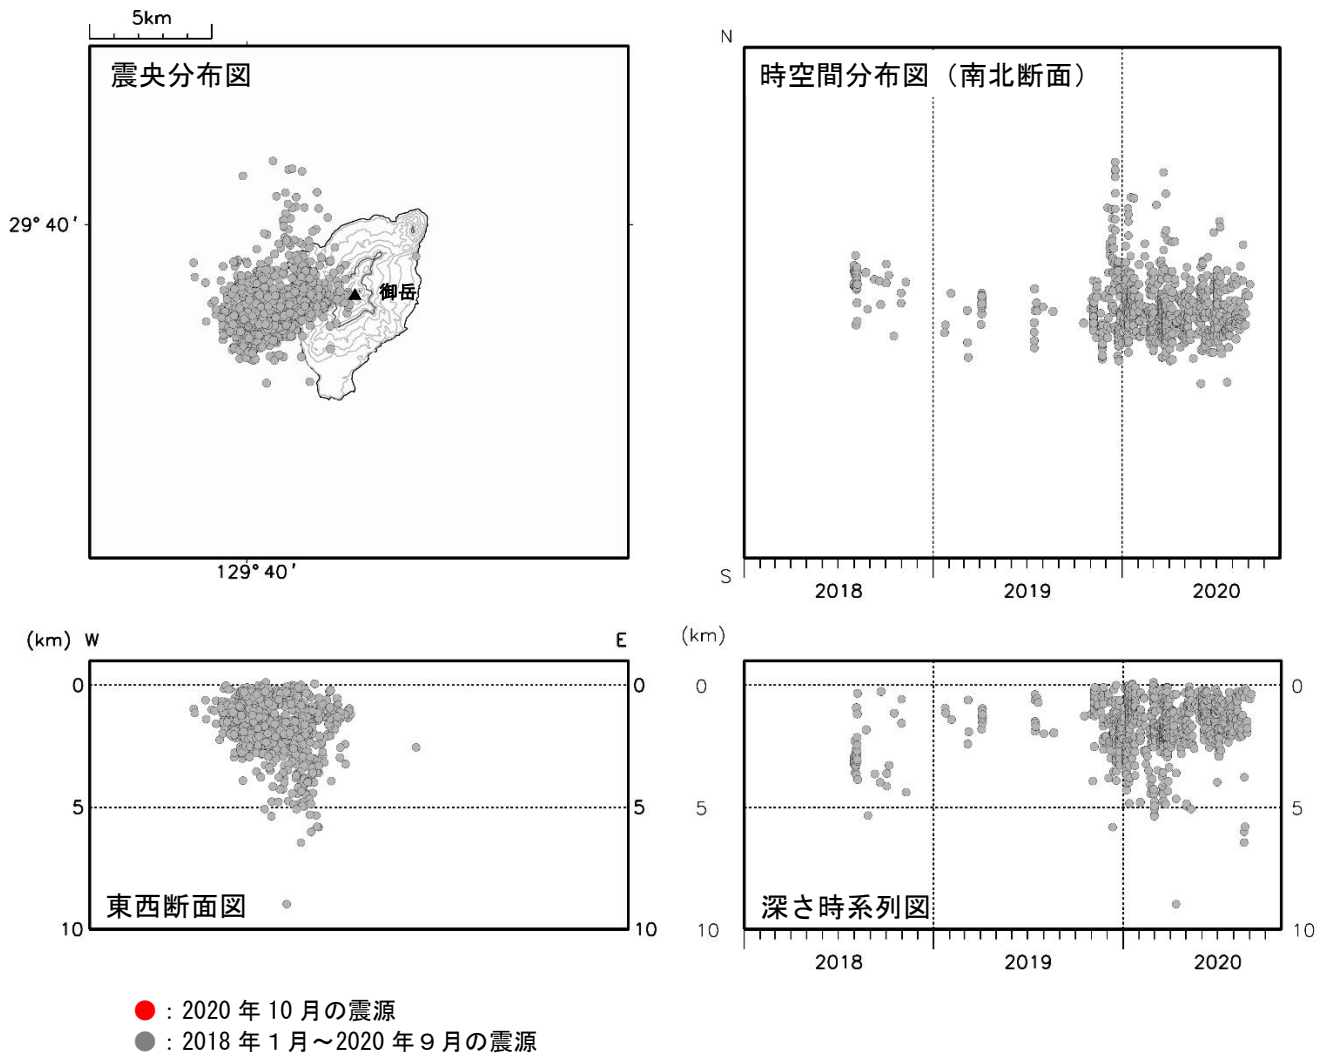 5km
震央分布図
29° 40′
御岳
129° 40′
N
時空間分布図（南北断面）
S
2018 2019 2020
(km) W E
0 0
5 5
10 10
東西断面図
(km)
0 0
5 5
10 10
深さ時系列図
2018 2019 2020
：2020 年 10 月の震源
：2018 年 １ 月～2020 年 ９ 月の震源